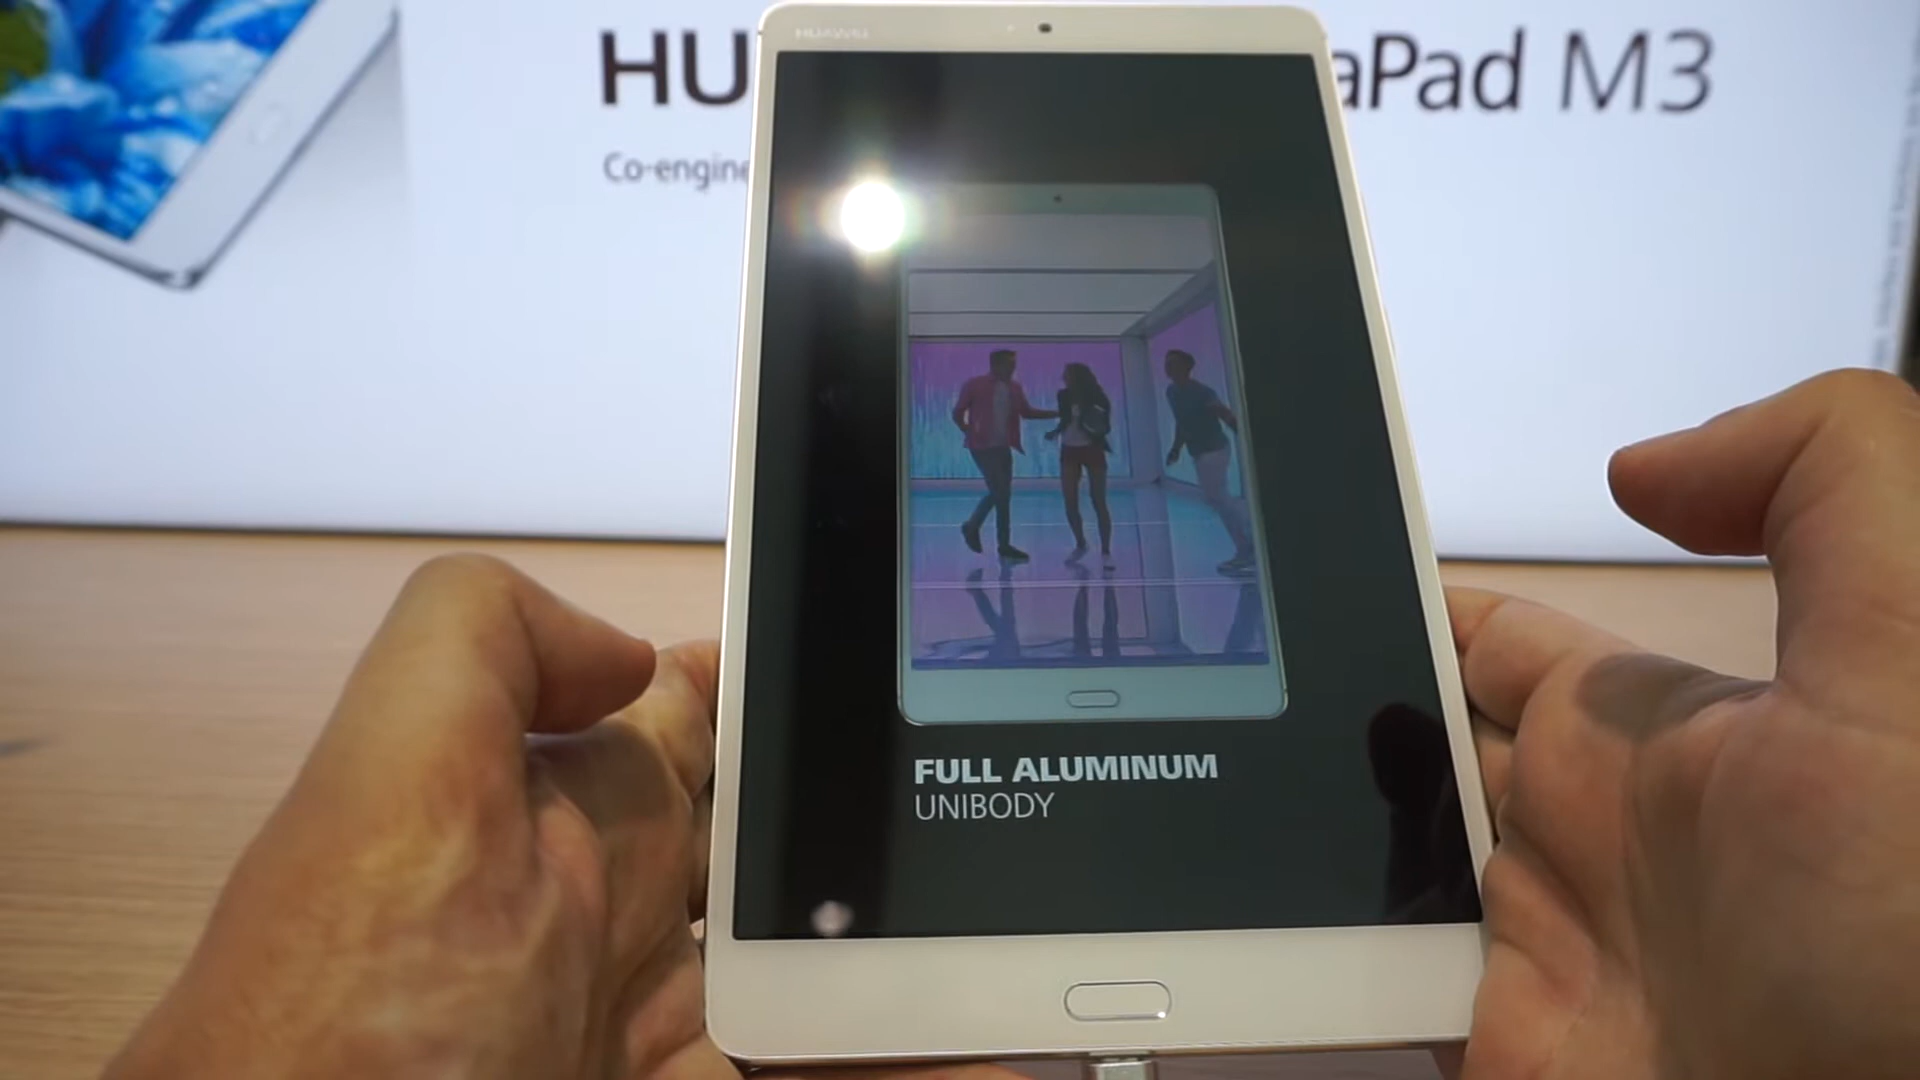 HUAWEI
HU
aPad M3
Co-engine
FULL ALUMINUM
UNIBODY